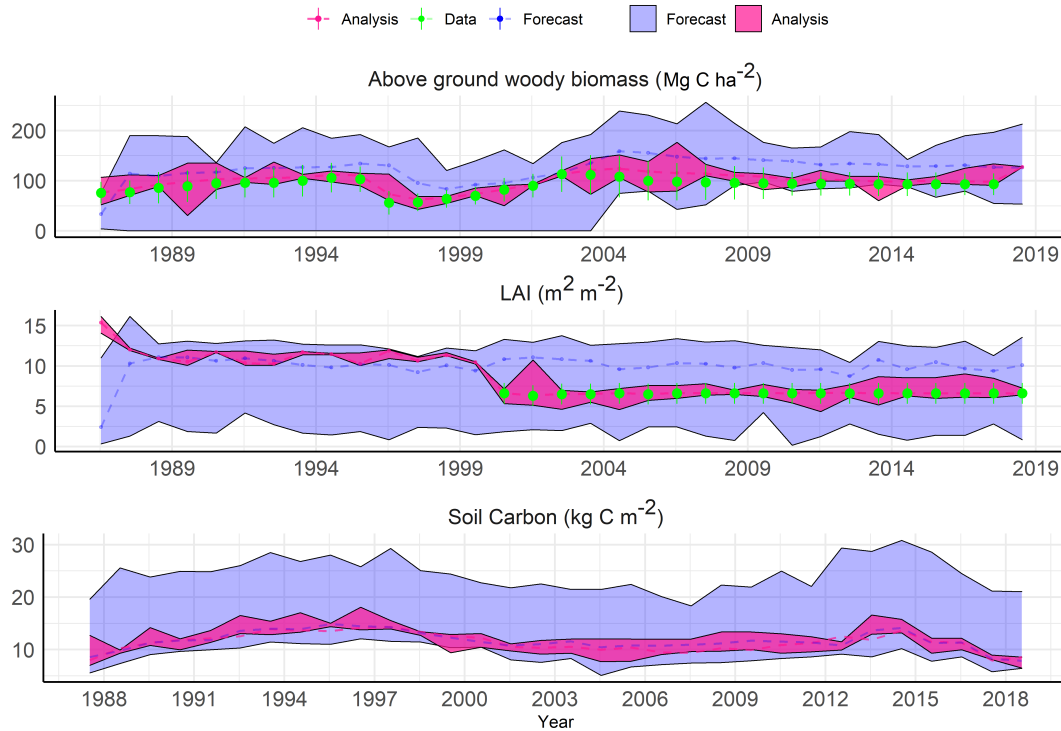 Analysis Data Forecast Forecast Analysis
Above ground woody biomass (Mg C ha-2)
200
100
0
1989 1994 1999 2004 2009 2014 2019
LAI (m2 m-2)
15
10
5
0
1989 1994 1999 2004 2009 2014 2019
Soil Carbon (kg C m-2)
30
20
10
1988 1991 1994 1997 2000 2003 2006 2009 2012 2015 2018
Year